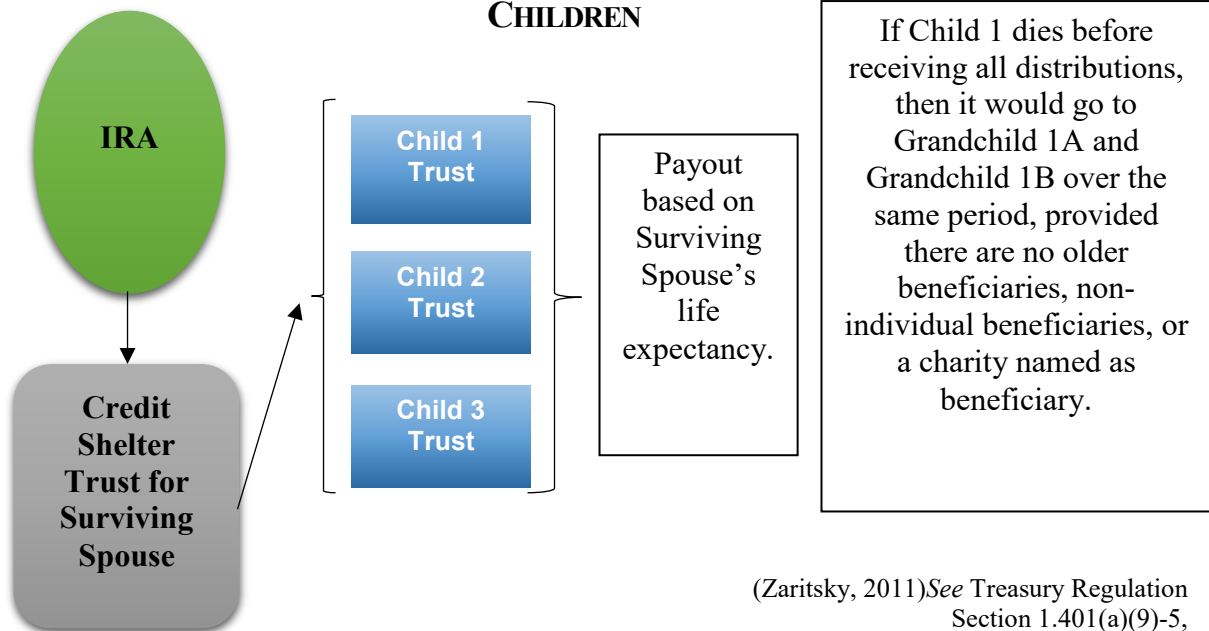 CHILDREN
IRA
Credit
Shelter
Trust for
Surviving
Spouse
Child 1
Trust
Child 2
Trust
Child 3
Trust
Payout
based on
Surviving
Spouse’s
life
expectancy.
If Child 1 dies before
receiving all distributions,
then it would go to
Grandchild 1A and
Grandchild 1B over the
same period, provided
there are no older
beneficiaries, non-
individual beneficiaries, or
a charity named as
beneficiary.
(Zaritsky, 2011)See Treasury Regulation
Section 1.401(a)(9)-5,